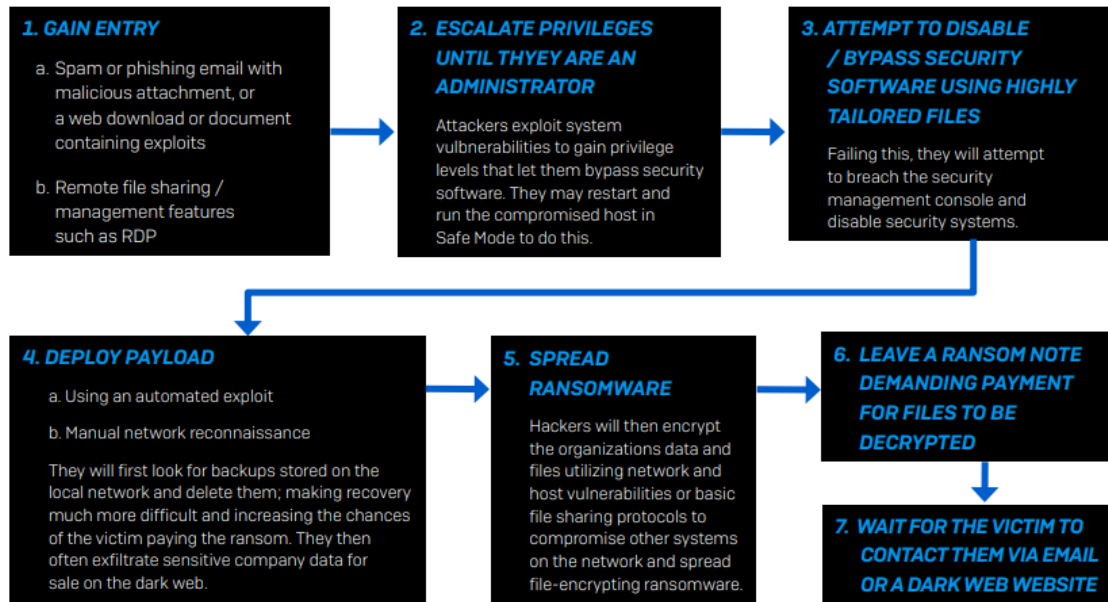 1. GAIN ENTRY
a. Spam or phishing email with
malicious attachment, or
a web download or document
containing exploits
b. Remote file sharing /
management features
such as RDP
2. ESCALATE PRIVILEGES
UNTIL THYEY ARE AN
ADMINISTRATOR
Attackers exploit system
vulbnerabilities to gain privilege
levels that let them bypass security
software. They may restart and
run the compromised host in
Safe Mode to do this.
3. ATTEMPT TO DISABLE
/ BYPASS SECURITY
SOFTWARE USING HIGHLY
TAILORED FILES
Failing this, they will attempt
to breach the security
management console and
disable security systems.
4. DEPLOY PAYLOAD
a. Using an automated exploit
b. Manual network reconnaissance
They will first look for backups stored on the
local network and delete them; making recovery
much more difficult and increasing the chances
of the victim paying the ransom. They then
often exfiltrate sensitive company data for
sale on the dark web.
5. SPREAD
RANSOMWARE
Hackers will then encrypt
the organizations data and
files utilizing network and
host vulnerabilities or basic
file sharing protocols to
compromise other systems
on the network and spread
file-encrypting ransomware.
6. LEAVE A RANSOM NOTE
DEMANDING PAYMENT
FOR FILES TO BE
DECRYPTED
7. WAIT FOR THE VICTIM TO
CONTACT THEM VIA EMAIL
OR A DARK WEB WEBSITE